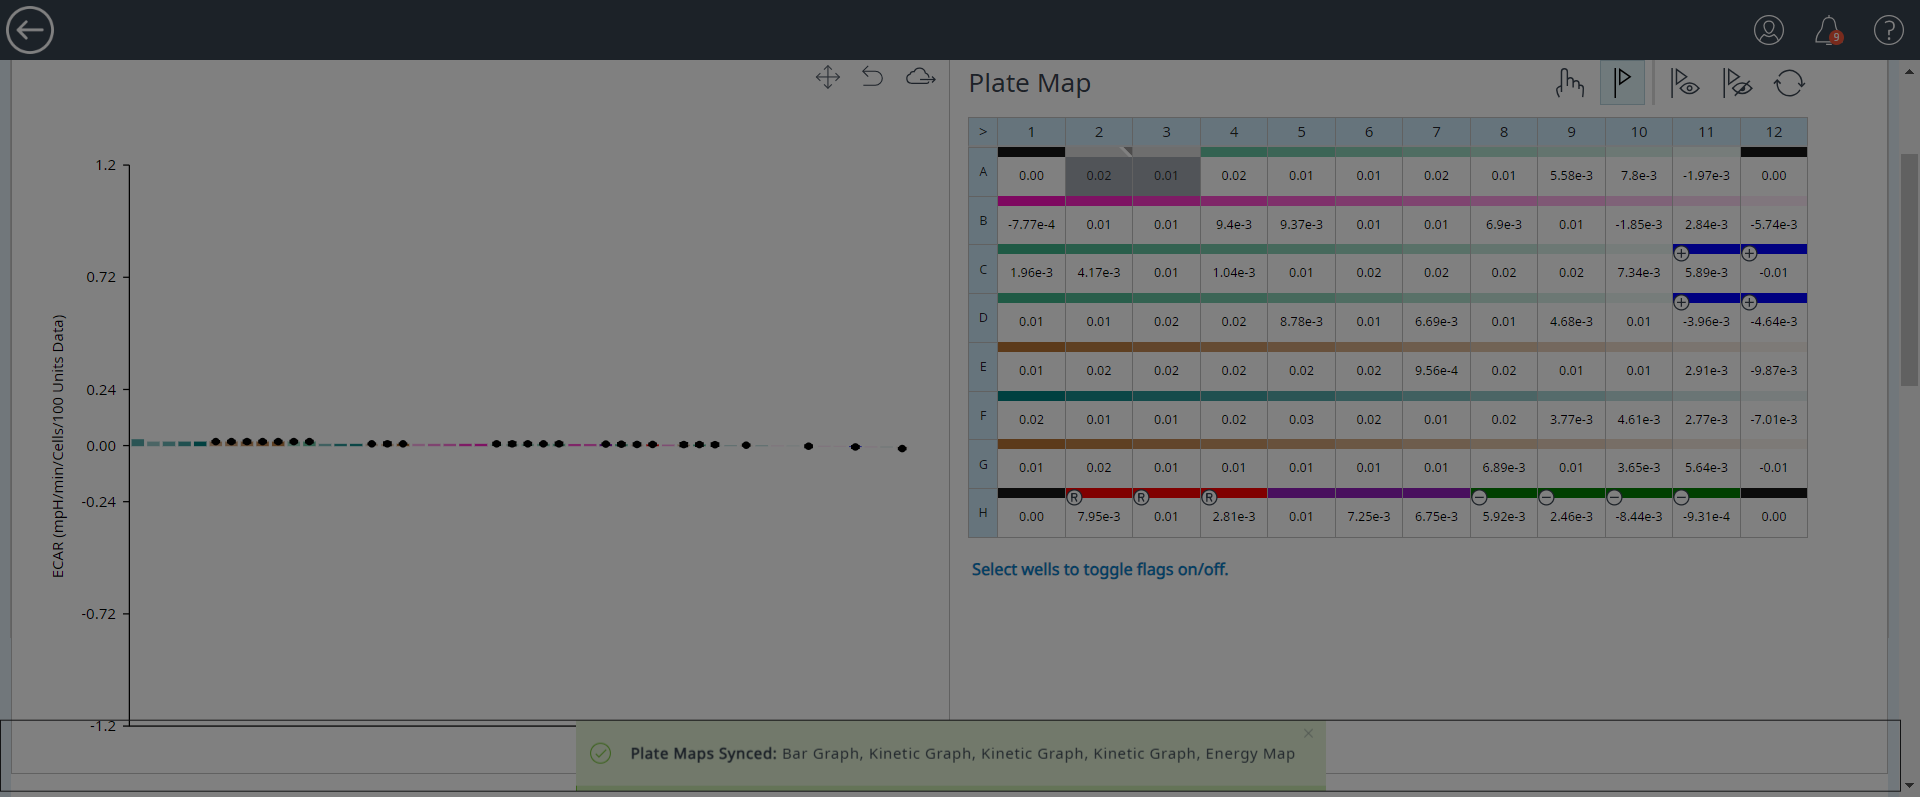 9
Plate Map
1.2
0.72
0.24
0.00
-0.24
-0.72
-1.2
ECAR (mpH/min/Cells/100 Units Data)
> 1 2 3 4 5 6 7 8 9 10 11 12
A 0.00 0.02 0.01 0.02 0.01 0.01 0.02 0.01 5.58e-3 7.8e-3 -1.97e-3 0.00
B -7.77e-4 0.01 0.01 9.4e-3 9.37e-3 0.01 0.01 6.9e-3 0.01 -1.85e-3 2.84e-3 -5.74e-3
C 1.96e-3 4.17e-3 0.01 1.04e-3 0.01 0.02 0.02 0.02 0.02 7.34e-3 5.89e-3 -0.01
D 0.01 0.01 0.02 0.02 8.78e-3 0.01 6.69e-3 0.01 4.68e-3 0.01 -3.96e-3 -4.64e-3
E 0.01 0.02 0.02 0.02 0.02 0.02 9.56e-4 0.02 0.01 0.01 2.91e-3 -9.87e-3
F 0.02 0.01 0.01 0.02 0.03 0.02 0.01 0.02 3.77e-3 4.61e-3 2.77e-3 -7.01e-3
G 0.01 0.02 0.01 0.01 0.01 0.01 0.01 6.89e-3 0.01 3.65e-3 5.64e-3 -0.01
R R R
H 0.00 7.95e-3 0.01 2.81e-3 0.01 7.25e-3 6.75e-3 5.92e-3 2.46e-3 -8.44e-3 -9.31e-4 0.00
Select wells to toggle flags on/off.
Plate Maps Synced: Bar Graph, Kinetic Graph, Kinetic Graph, Kinetic Graph, Energy Map